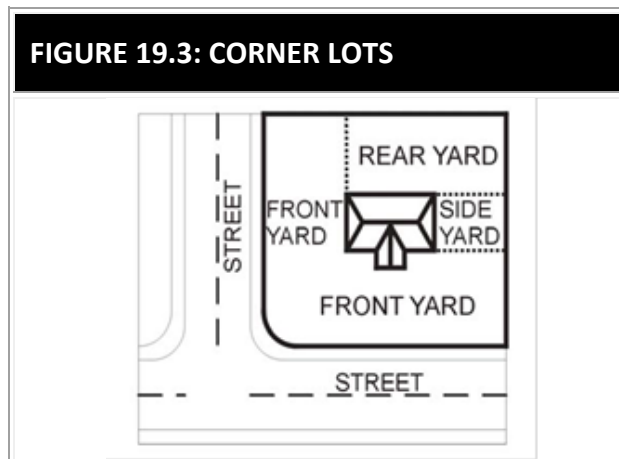 FIGURE 19.3: CORNER LOTS
REAR YARD
STREET
FRONT
YARD
SIDE
YARD
FRONT YARD
STREET